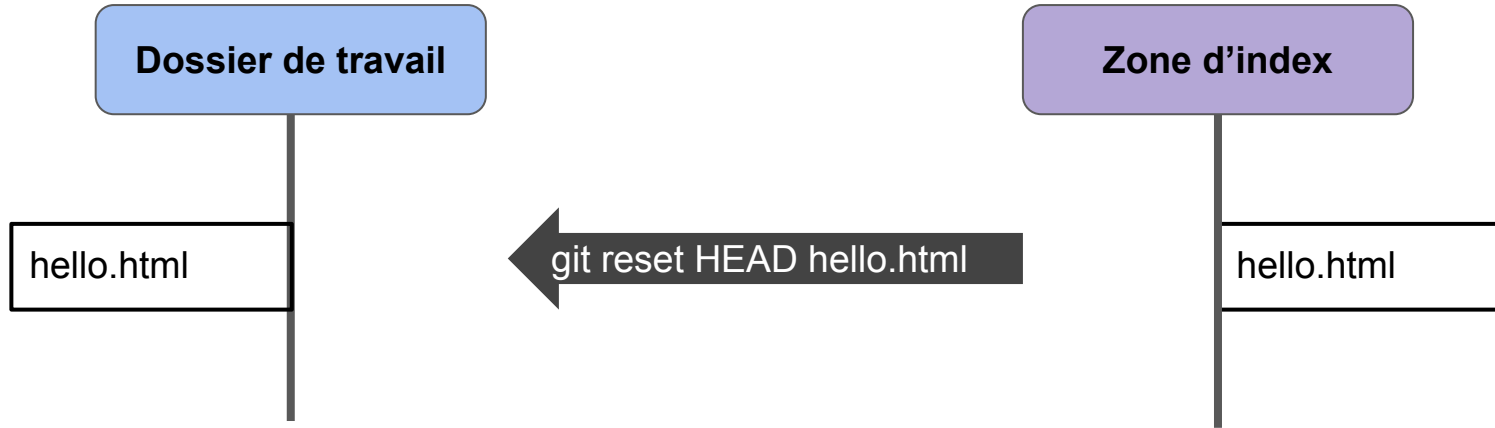 Dossier de travail
Zone d’index
hello.html
git reset HEAD hello.html
hello.html